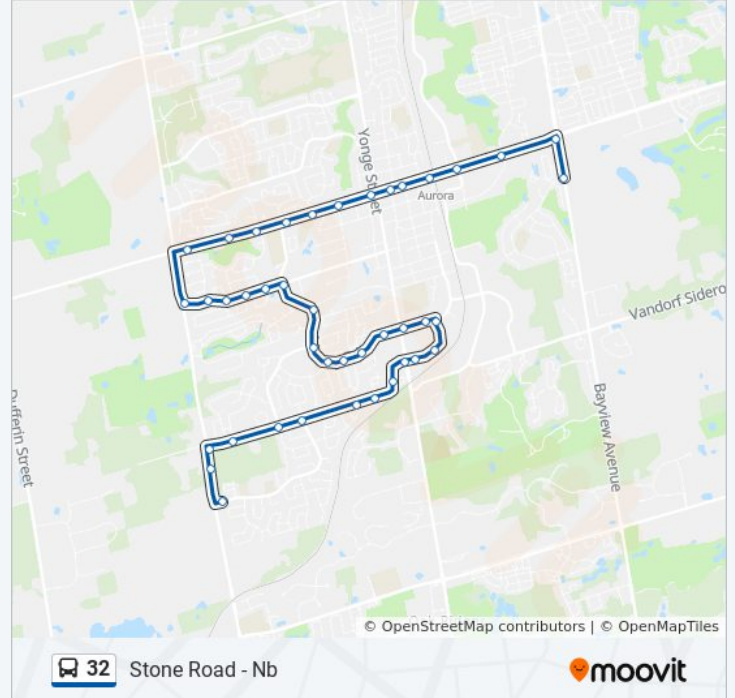 Yonge Street
Aurora
Vandorf Sidero
Bayview Avenue
Dufferin Street
© OpenStreetMap contributors | © OpenMapTiles
32 Stone Road - Nb
moovit